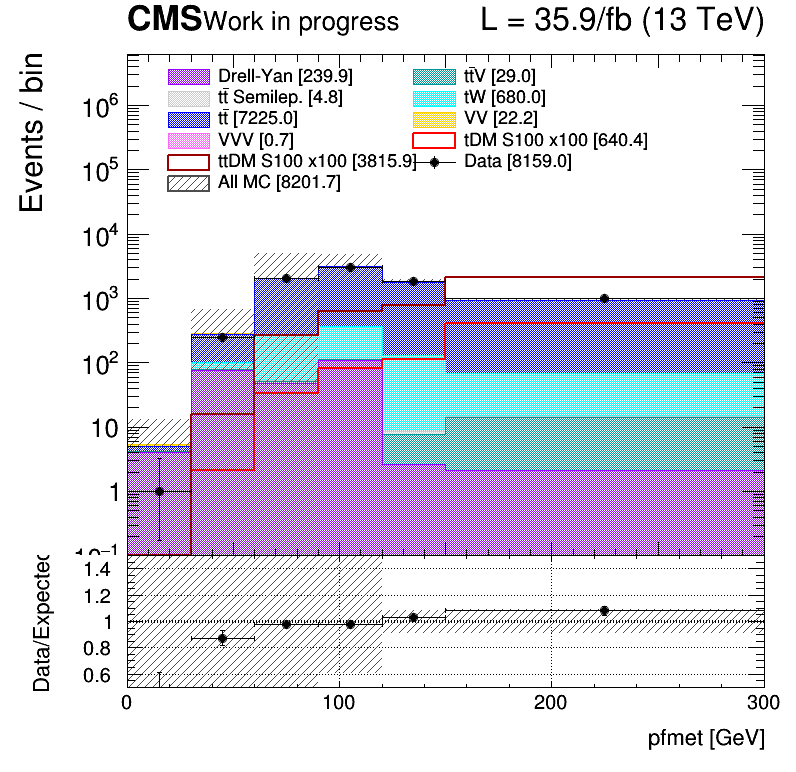 CMS Work in progress L = 35.9/fb (13 TeV)
Drell-Yan [239.9] tt̄V [29.0]
tt̄ Semilep. [4.8] tW [680.0]
tt̄ [7225.0] VV [22.2]
VVV [0.7] tDM S100 x100 [640.4]
ttDM S100 x100 [3815.9] Data [8159.0]
All MC [8201.7]
Events / bin
10⁶
10⁵
10⁴
10³
10²
10
1
10⁻¹
Data/Expected
1.4
1.2
1
0.8
0.6
0 100 200 300
pfmet [GeV]